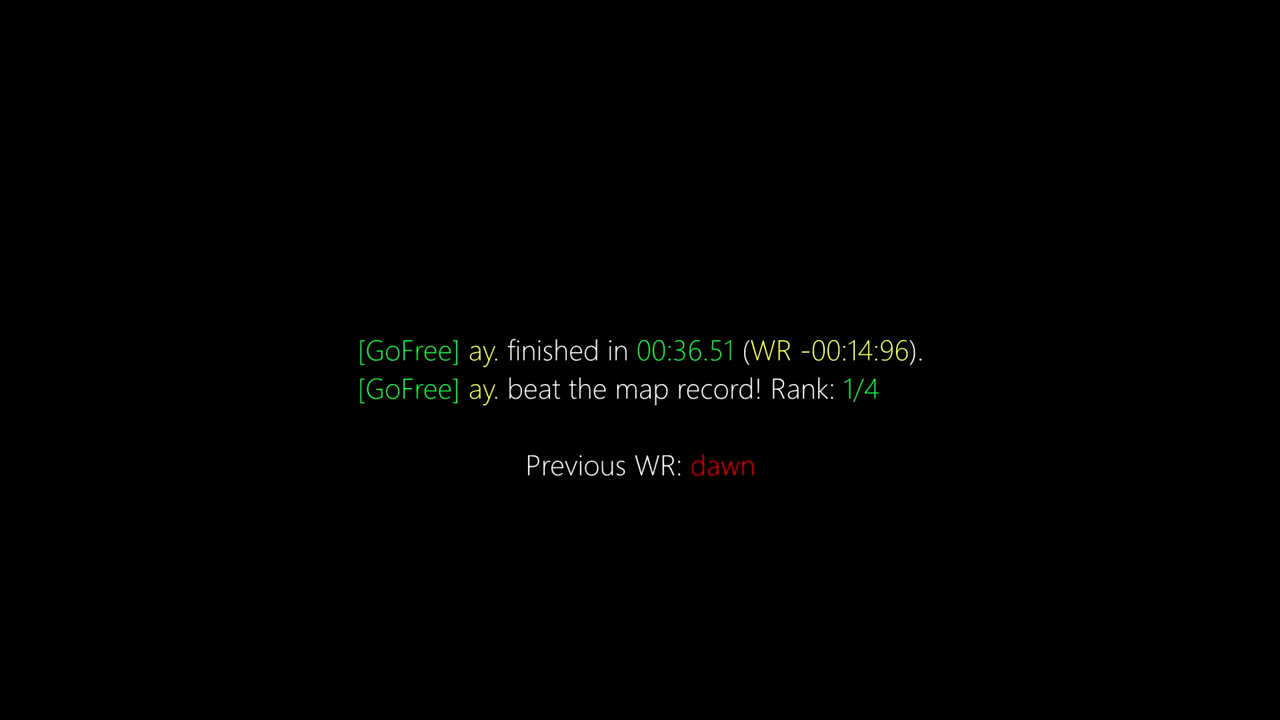 [GoFree] ay. finished in 00:36.51 (WR -00:14:96).
[GoFree] ay. beat the map record! Rank: 1/4
Previous WR: dawn